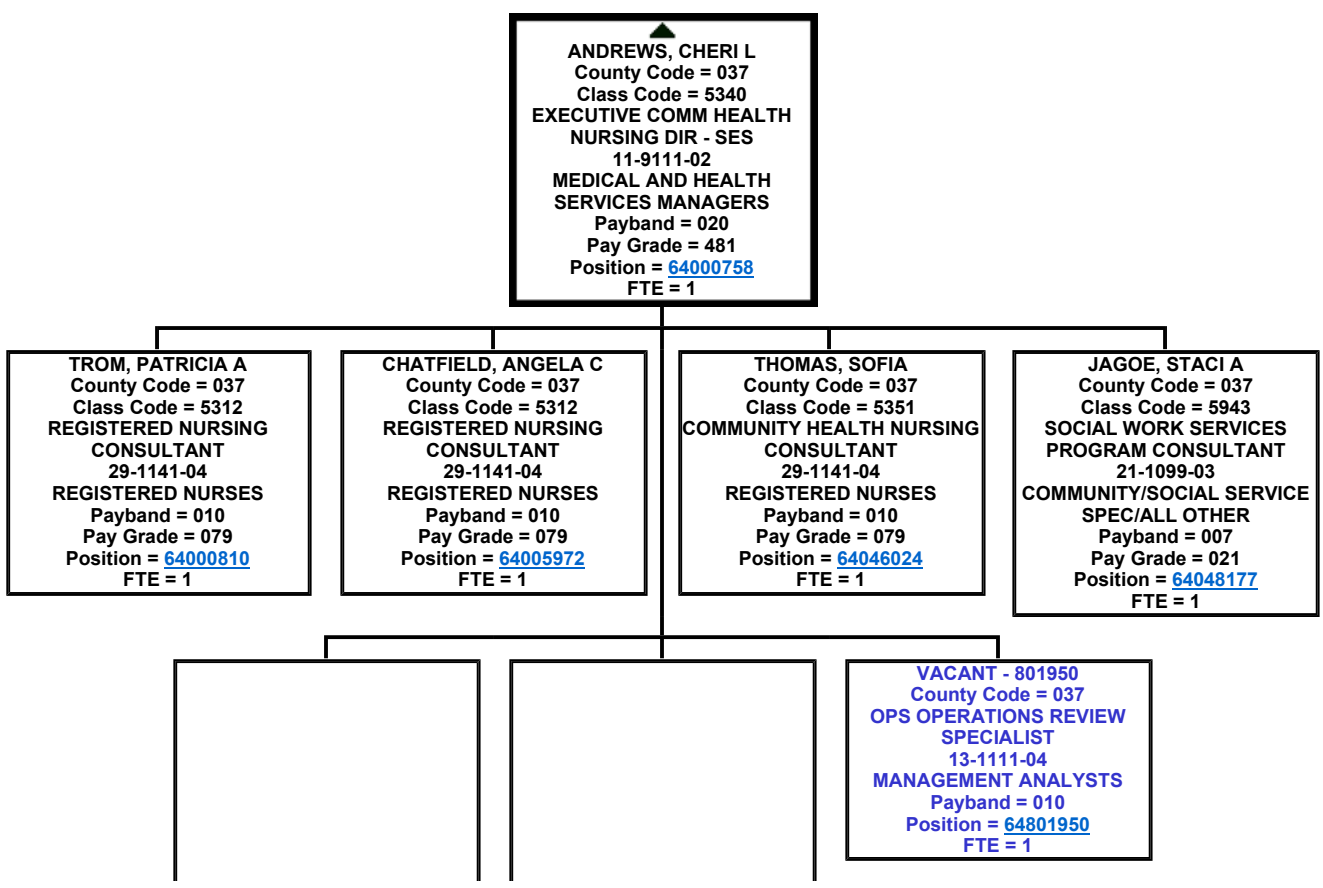 ANDREWS, CHERI L
County Code = 037
Class Code = 5340
EXECUTIVE COMM HEALTH
NURSING DIR - SES
11-9111-02
MEDICAL AND HEALTH
SERVICES MANAGERS
Payband = 020
Pay Grade = 481
Position = 64000758
FTE = 1
TROM, PATRICIA A
County Code = 037
Class Code = 5312
REGISTERED NURSING
CONSULTANT
29-1141-04
REGISTERED NURSES
Payband = 010
Pay Grade = 079
Position = 64000810
FTE = 1
CHATFIELD, ANGELA C
County Code = 037
Class Code = 5312
REGISTERED NURSING
CONSULTANT
29-1141-04
REGISTERED NURSES
Payband = 010
Pay Grade = 079
Position = 64005972
FTE = 1
THOMAS, SOFIA
County Code = 037
Class Code = 5351
COMMUNITY HEALTH NURSING
CONSULTANT
29-1141-04
REGISTERED NURSES
Payband = 010
Pay Grade = 079
Position = 64046024
FTE = 1
JAGOE, STACI A
County Code = 037
Class Code = 5943
SOCIAL WORK SERVICES
PROGRAM CONSULTANT
21-1099-03
COMMUNITY/SOCIAL SERVICE
SPEC/ALL OTHER
Payband = 007
Pay Grade = 021
Position = 64048177
FTE = 1
VACANT - 801950
County Code = 037
OPS OPERATIONS REVIEW
SPECIALIST
13-1111-04
MANAGEMENT ANALYSTS
Payband = 010
Position = 64801950
FTE = 1